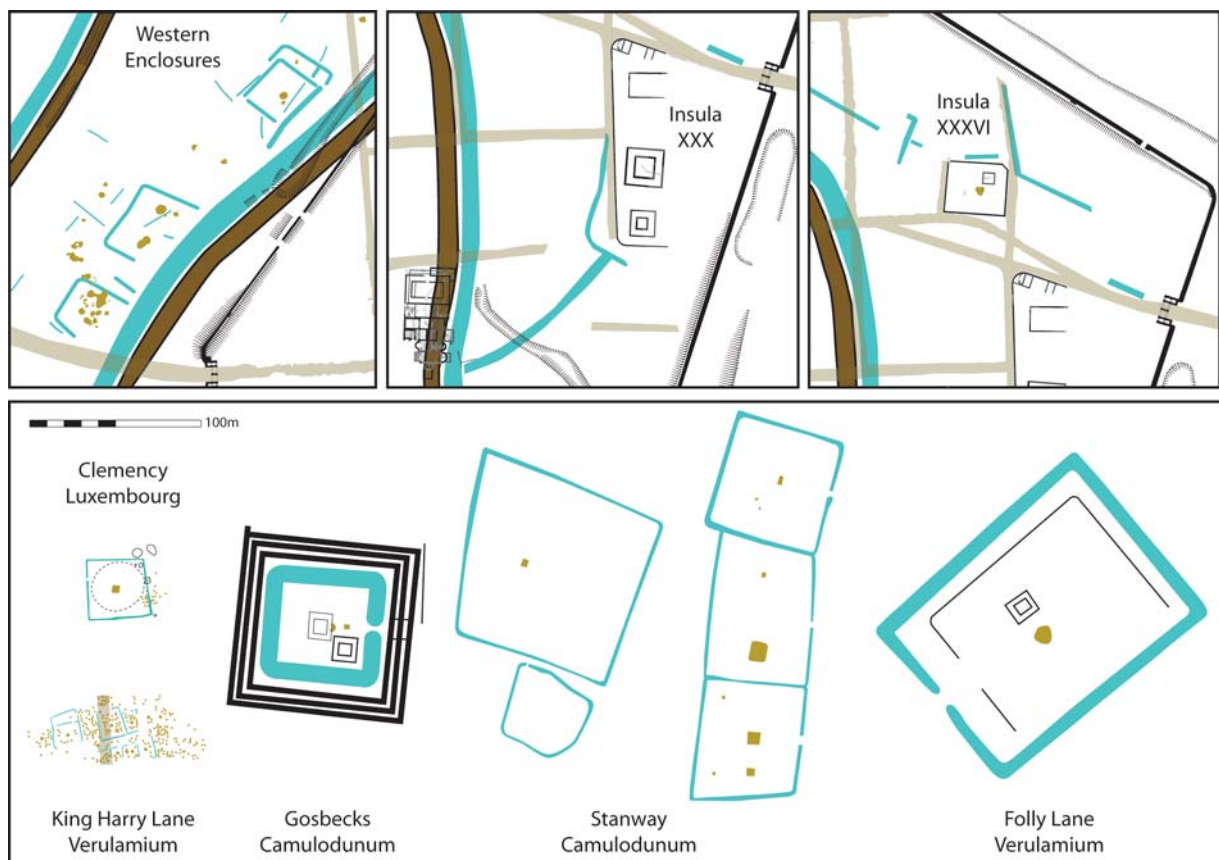 Western
Enclosures
Insula
XXX
Insula
XXXVI
100m
Clemency
Luxembourg
King Harry Lane
Verulamium
Gosbecks
Camulodunum
Stanway
Camulodunum
Folly Lane
Verulamium